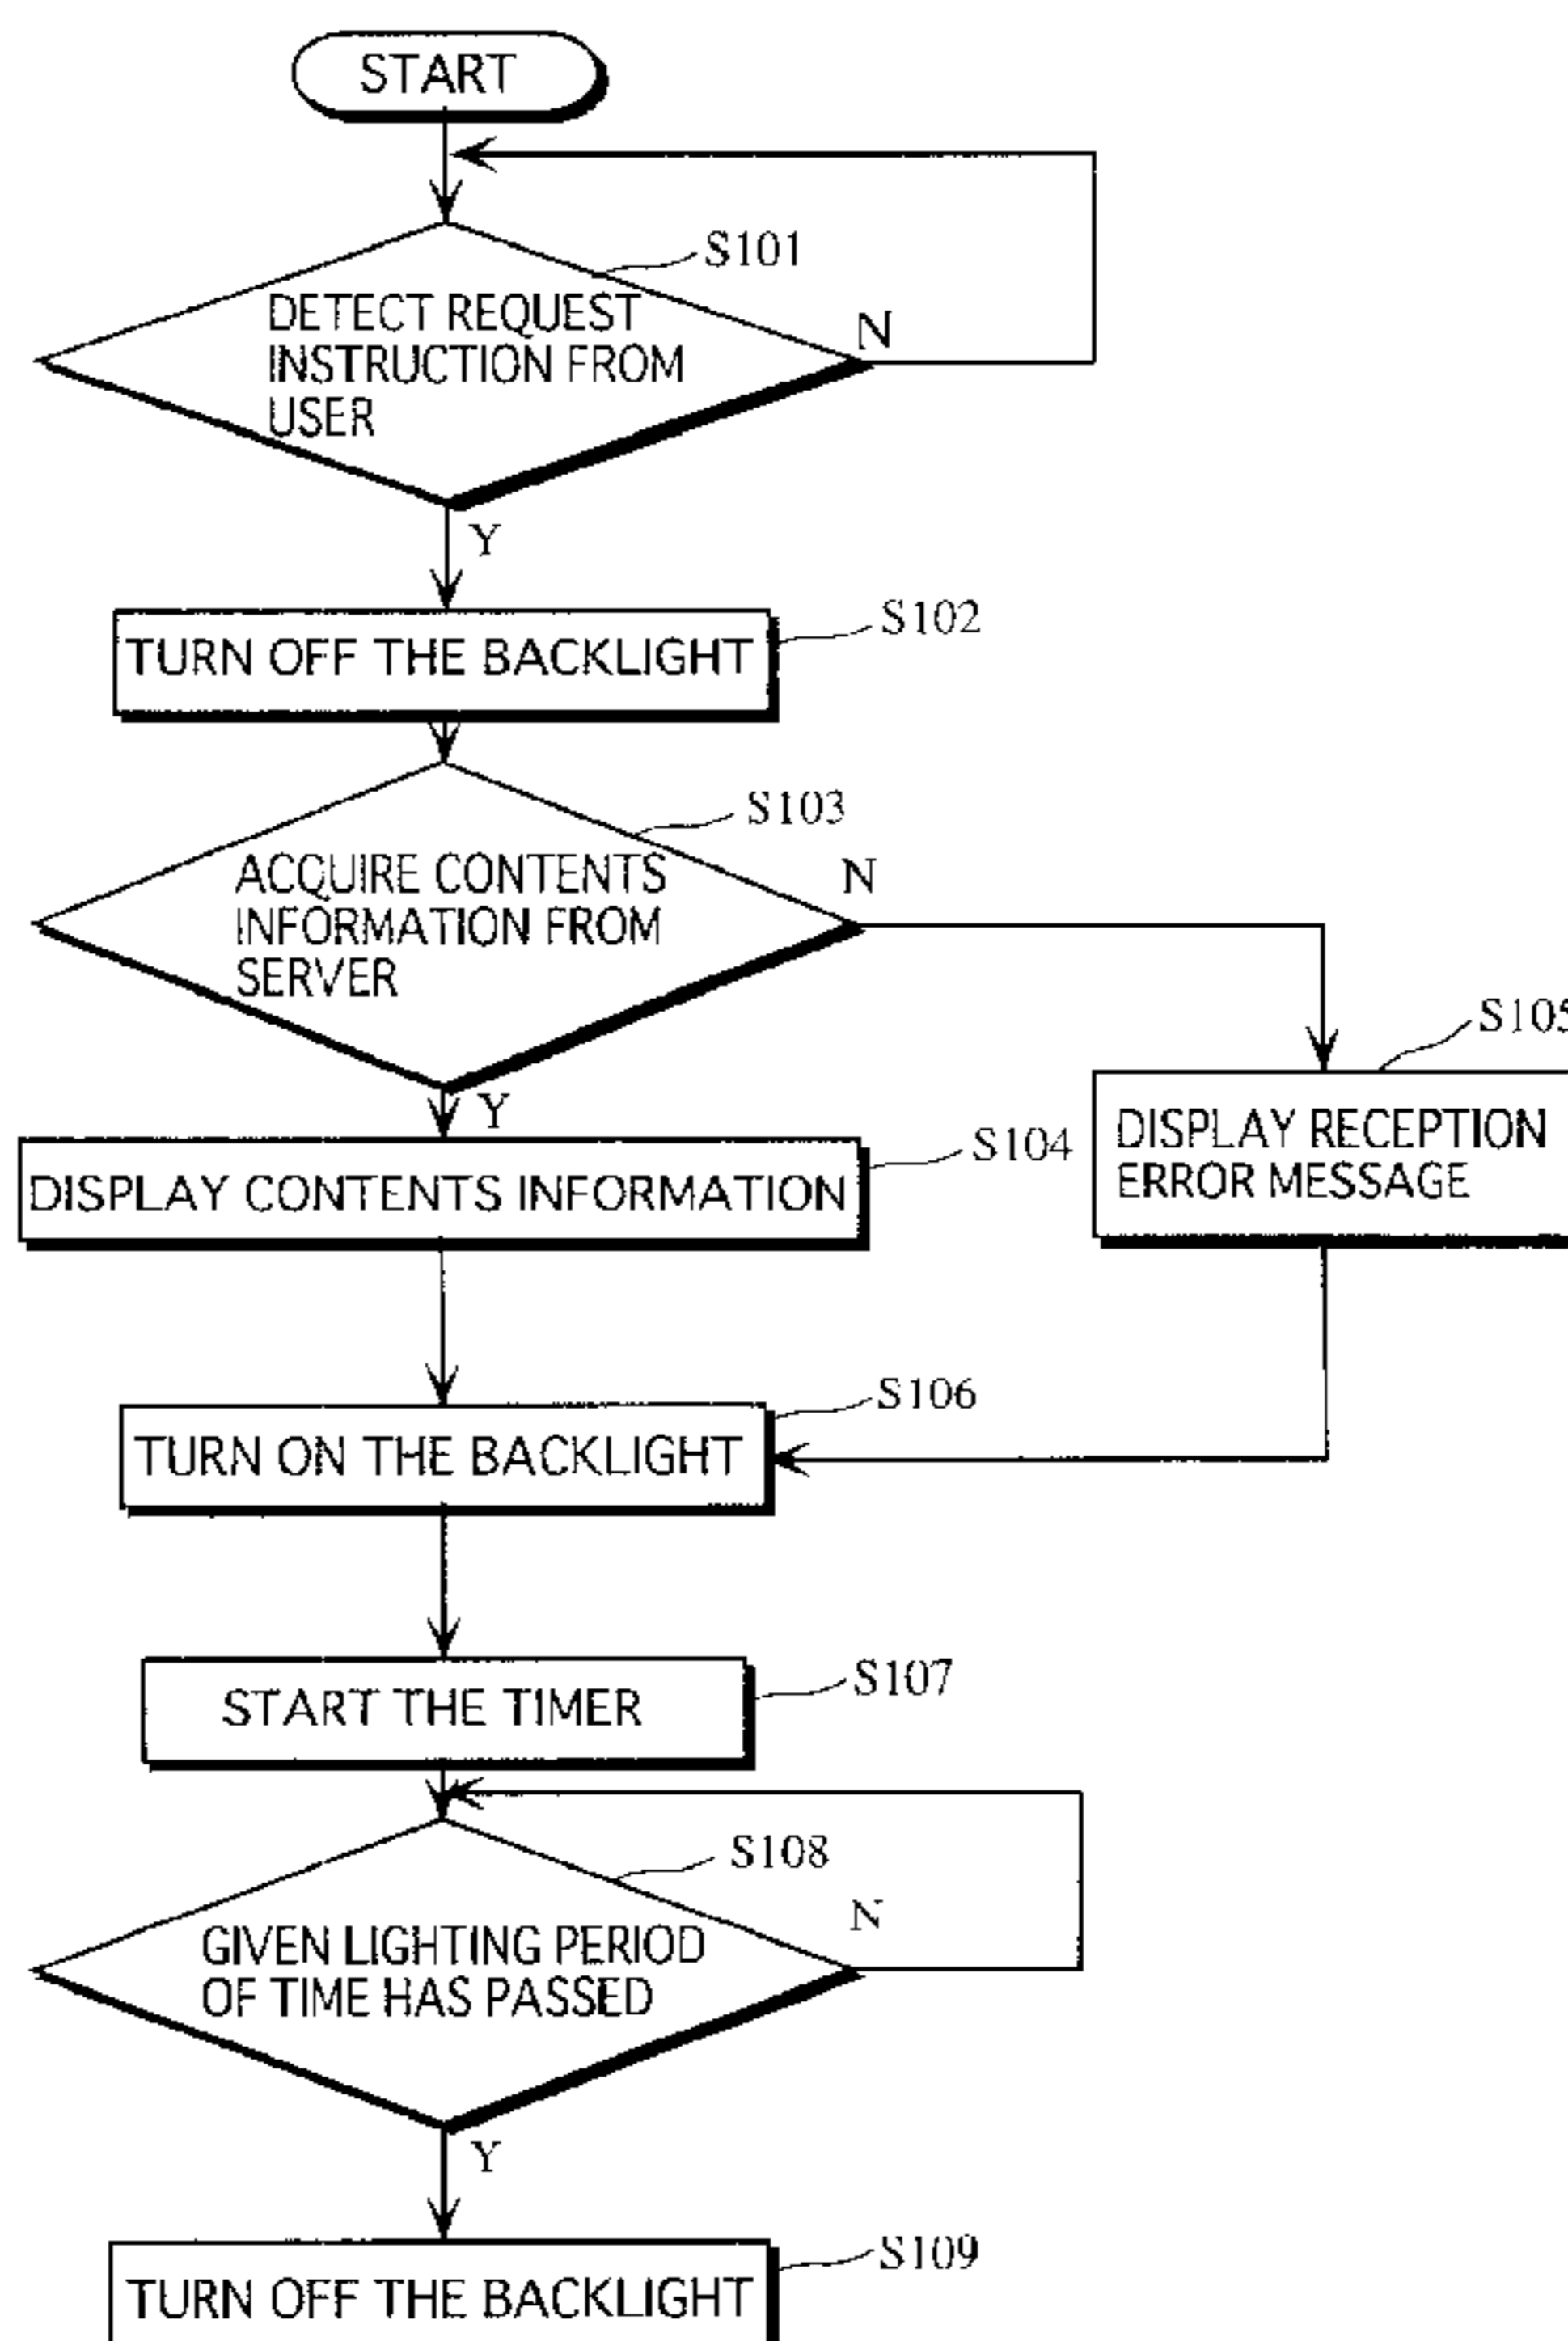 START
S101
DETECT REQUEST
INSTRUCTION FROM
USER
N
Y
S102
TURN OFF THE BACKLIGHT
S103
ACQUIRE CONTENTS
INFORMATION FROM
SERVER
N
S105
Y
DISPLAY RECEPTION
ERROR MESSAGE
S104
DISPLAY CONTENTS INFORMATION
S106
TURN ON THE BACKLIGHT
S107
START THE TIMER
S108
N
GIVEN LIGHTING PERIOD
OF TIME HAS PASSED
Y
S109
TURN OFF THE BACKLIGHT